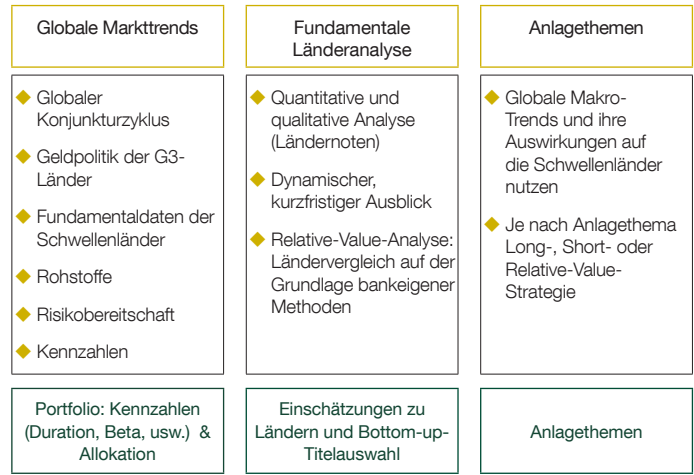 Globale Markttrends
◆ Globaler
Konjunkturzyklus
◆ Geldpolitik der G3-
Länder
◆ Fundamentaldaten der
Schwellenländer
◆ Rohstoffe
◆ Risikobereitschaft
◆ Kennzahlen
Portfolio: Kennzahlen
(Duration, Beta, usw.) &
Allokation
Fundamentale
Länderanalyse
◆ Quantitative und
qualitative Analyse
(Ländernoten)
◆ Dynamischer,
kurzfristiger Ausblick
◆ Relative-Value-Analyse:
Ländervergleich auf der
Grundlage bankeigener
Methoden
Einschätzungen zu
Ländern und Bottom-up-
Titelauswahl
Anlagethemen
◆ Globale Makro-
Trends und ihre
Auswirkungen auf
die Schwellenländer
nutzen
◆ Je nach Anlagethema
Long-, Short- oder
Relative-Value-
Strategie
Anlagethemen